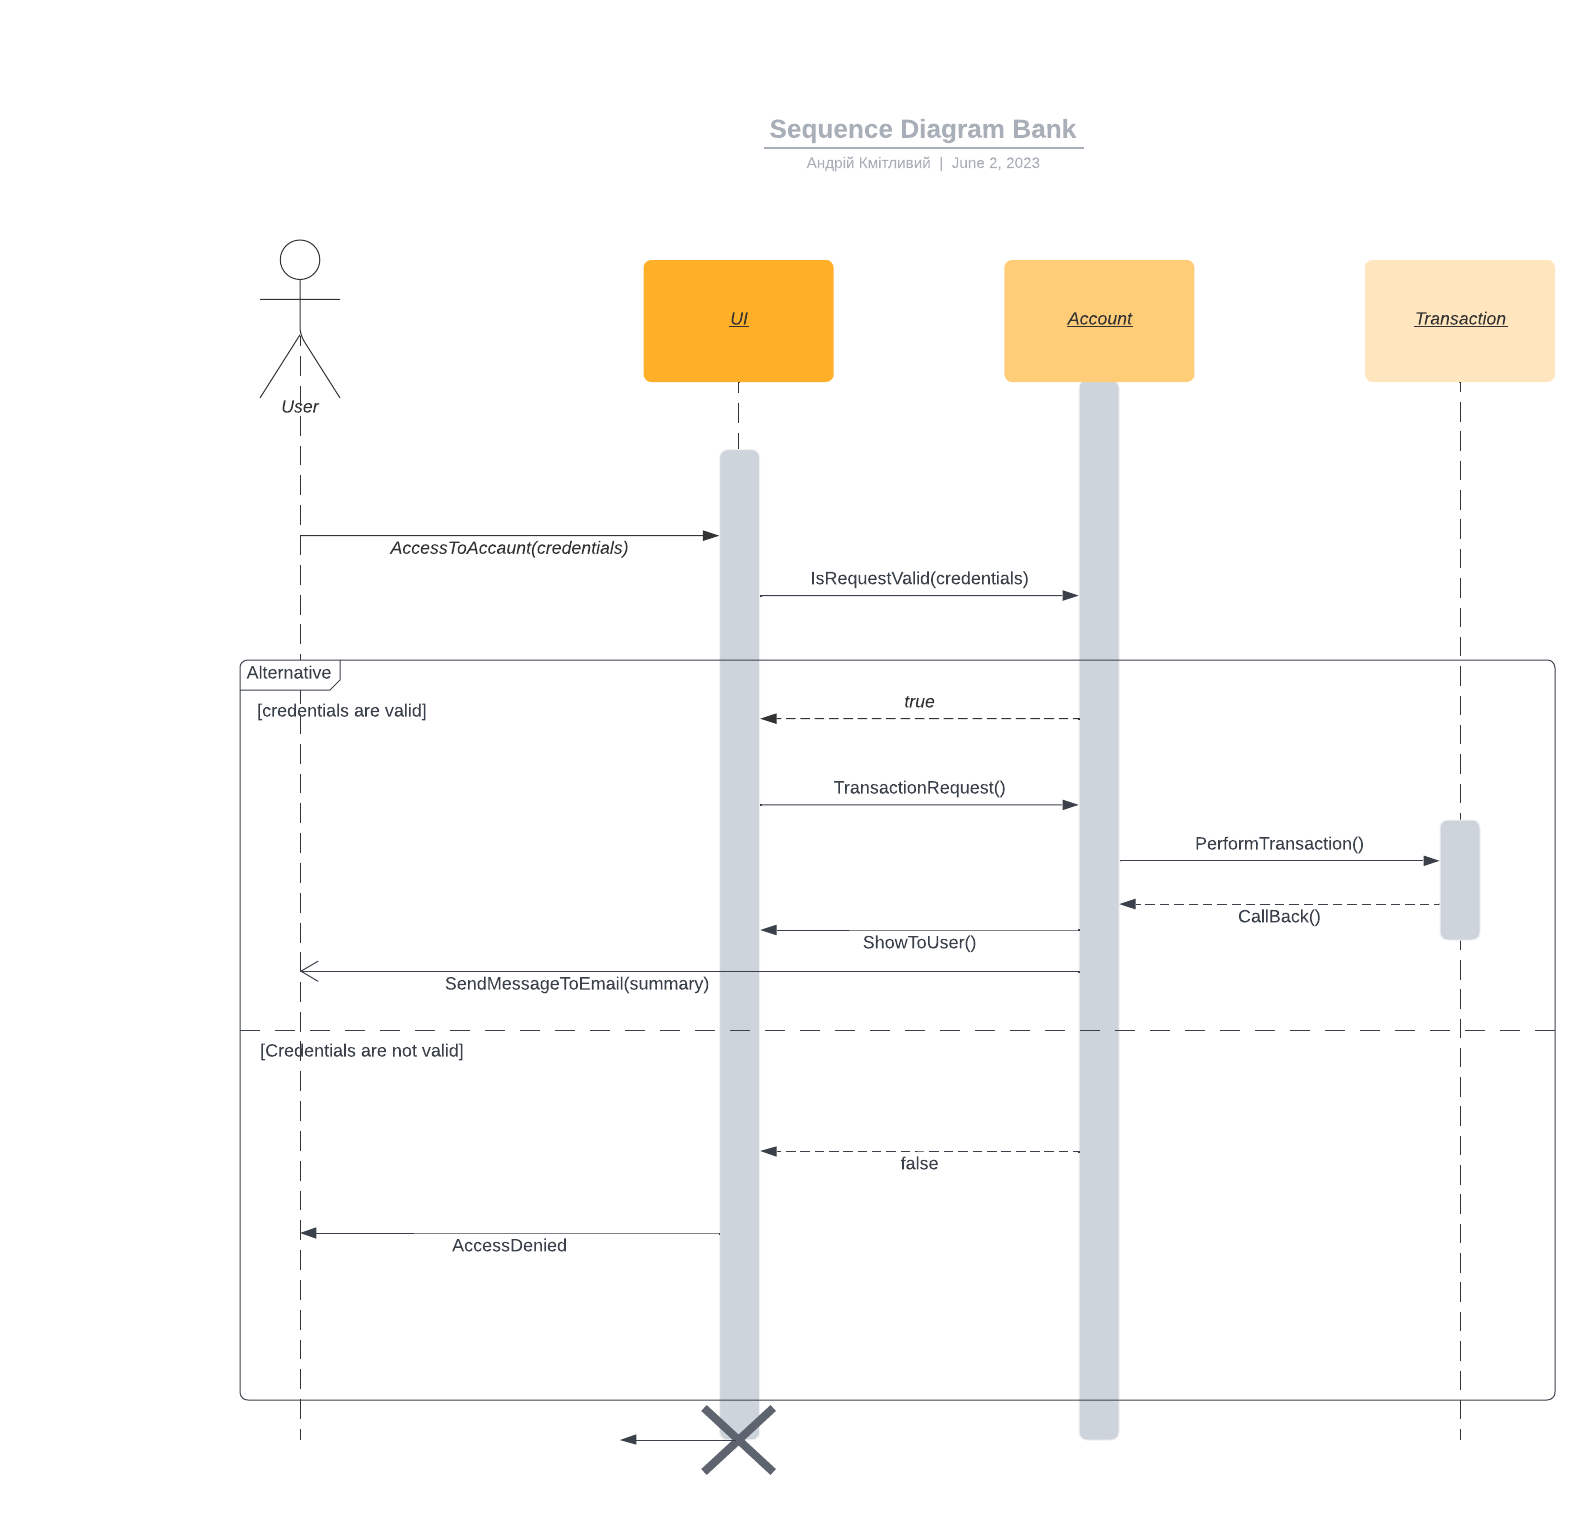 Sequence Diagram Bank
Андрій Кмітливий | June 2, 2023
UI
Account
Transaction
User
AccessToAccaunt(credentials)
IsRequestValid(credentials)
Alternative
[credentials are valid]
true
TransactionRequest()
PerformTransaction()
CallBack()
ShowToUser()
SendMessageToEmail(summary)
[Credentials are not valid]
false
AccessDenied